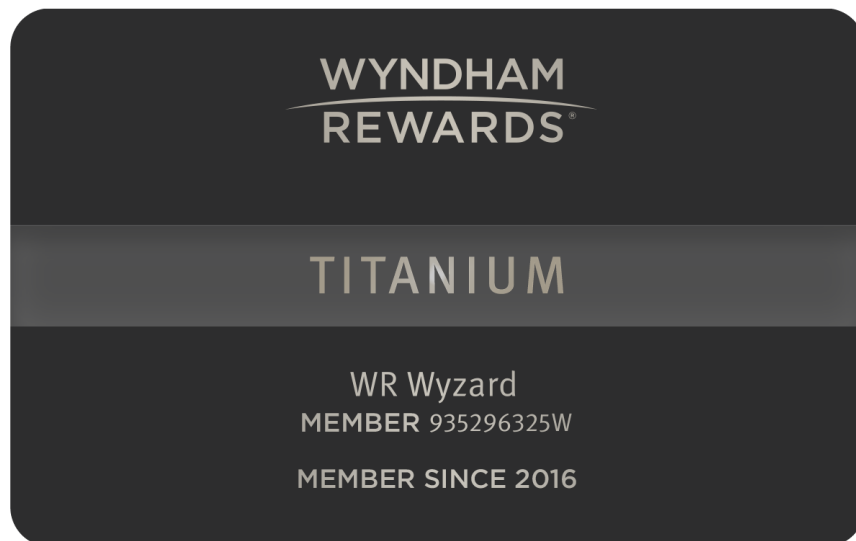 WYNDHAM
REWARDS®
TITANIUM
WR Wyzard
MEMBER 935296325W
MEMBER SINCE 2016